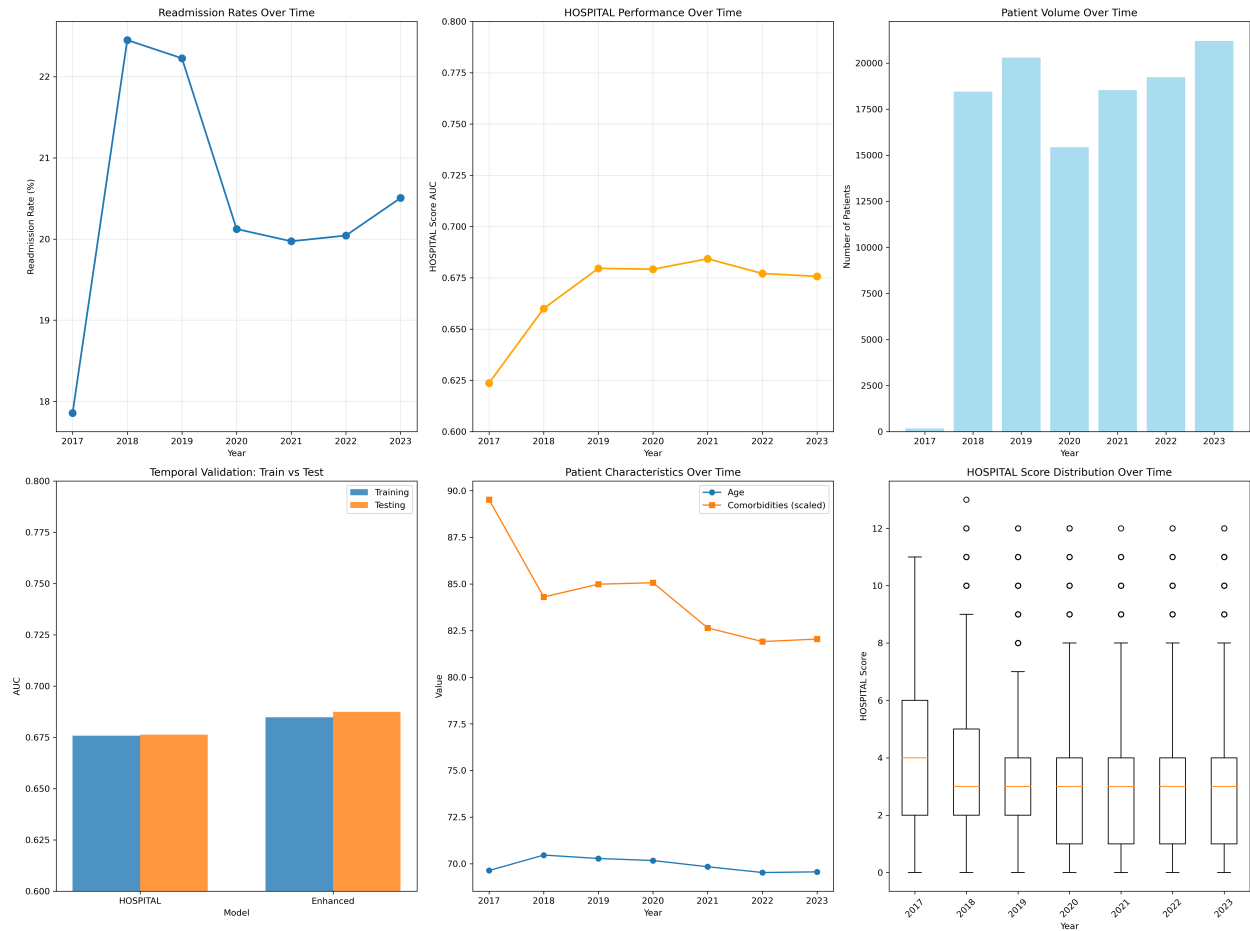 Readmission Rates Over Time
Readmission Rate (%)
22
21
20
19
18
2017 2018 2019 2020 2021 2022 2023
Year
HOSPITAL Performance Over Time
HOSPITAL Score AUC
0.800
0.775
0.750
0.725
0.700
0.675
0.650
0.625
0.600
2017 2018 2019 2020 2021 2022 2023
Year
Patient Volume Over Time
Number of Patients
20000
17500
15000
12500
10000
7500
5000
2500
0
2017 2018 2019 2020 2021 2022 2023
Year
Temporal Validation: Train vs Test
Training
Testing
AUC
0.800
0.775
0.750
0.725
0.700
0.675
0.650
0.625
0.600
HOSPITAL Enhanced
Model
Patient Characteristics Over Time
Age
Comorbidities (scaled)
Value
90.0
87.5
85.0
82.5
80.0
77.5
75.0
72.5
70.0
2017 2018 2019 2020 2021 2022 2023
Year
HOSPITAL Score Distribution Over Time
HOSPITAL Score
12
10
8
6
4
2
0
2017 2018 2019 2020 2021 2022 2023
Year